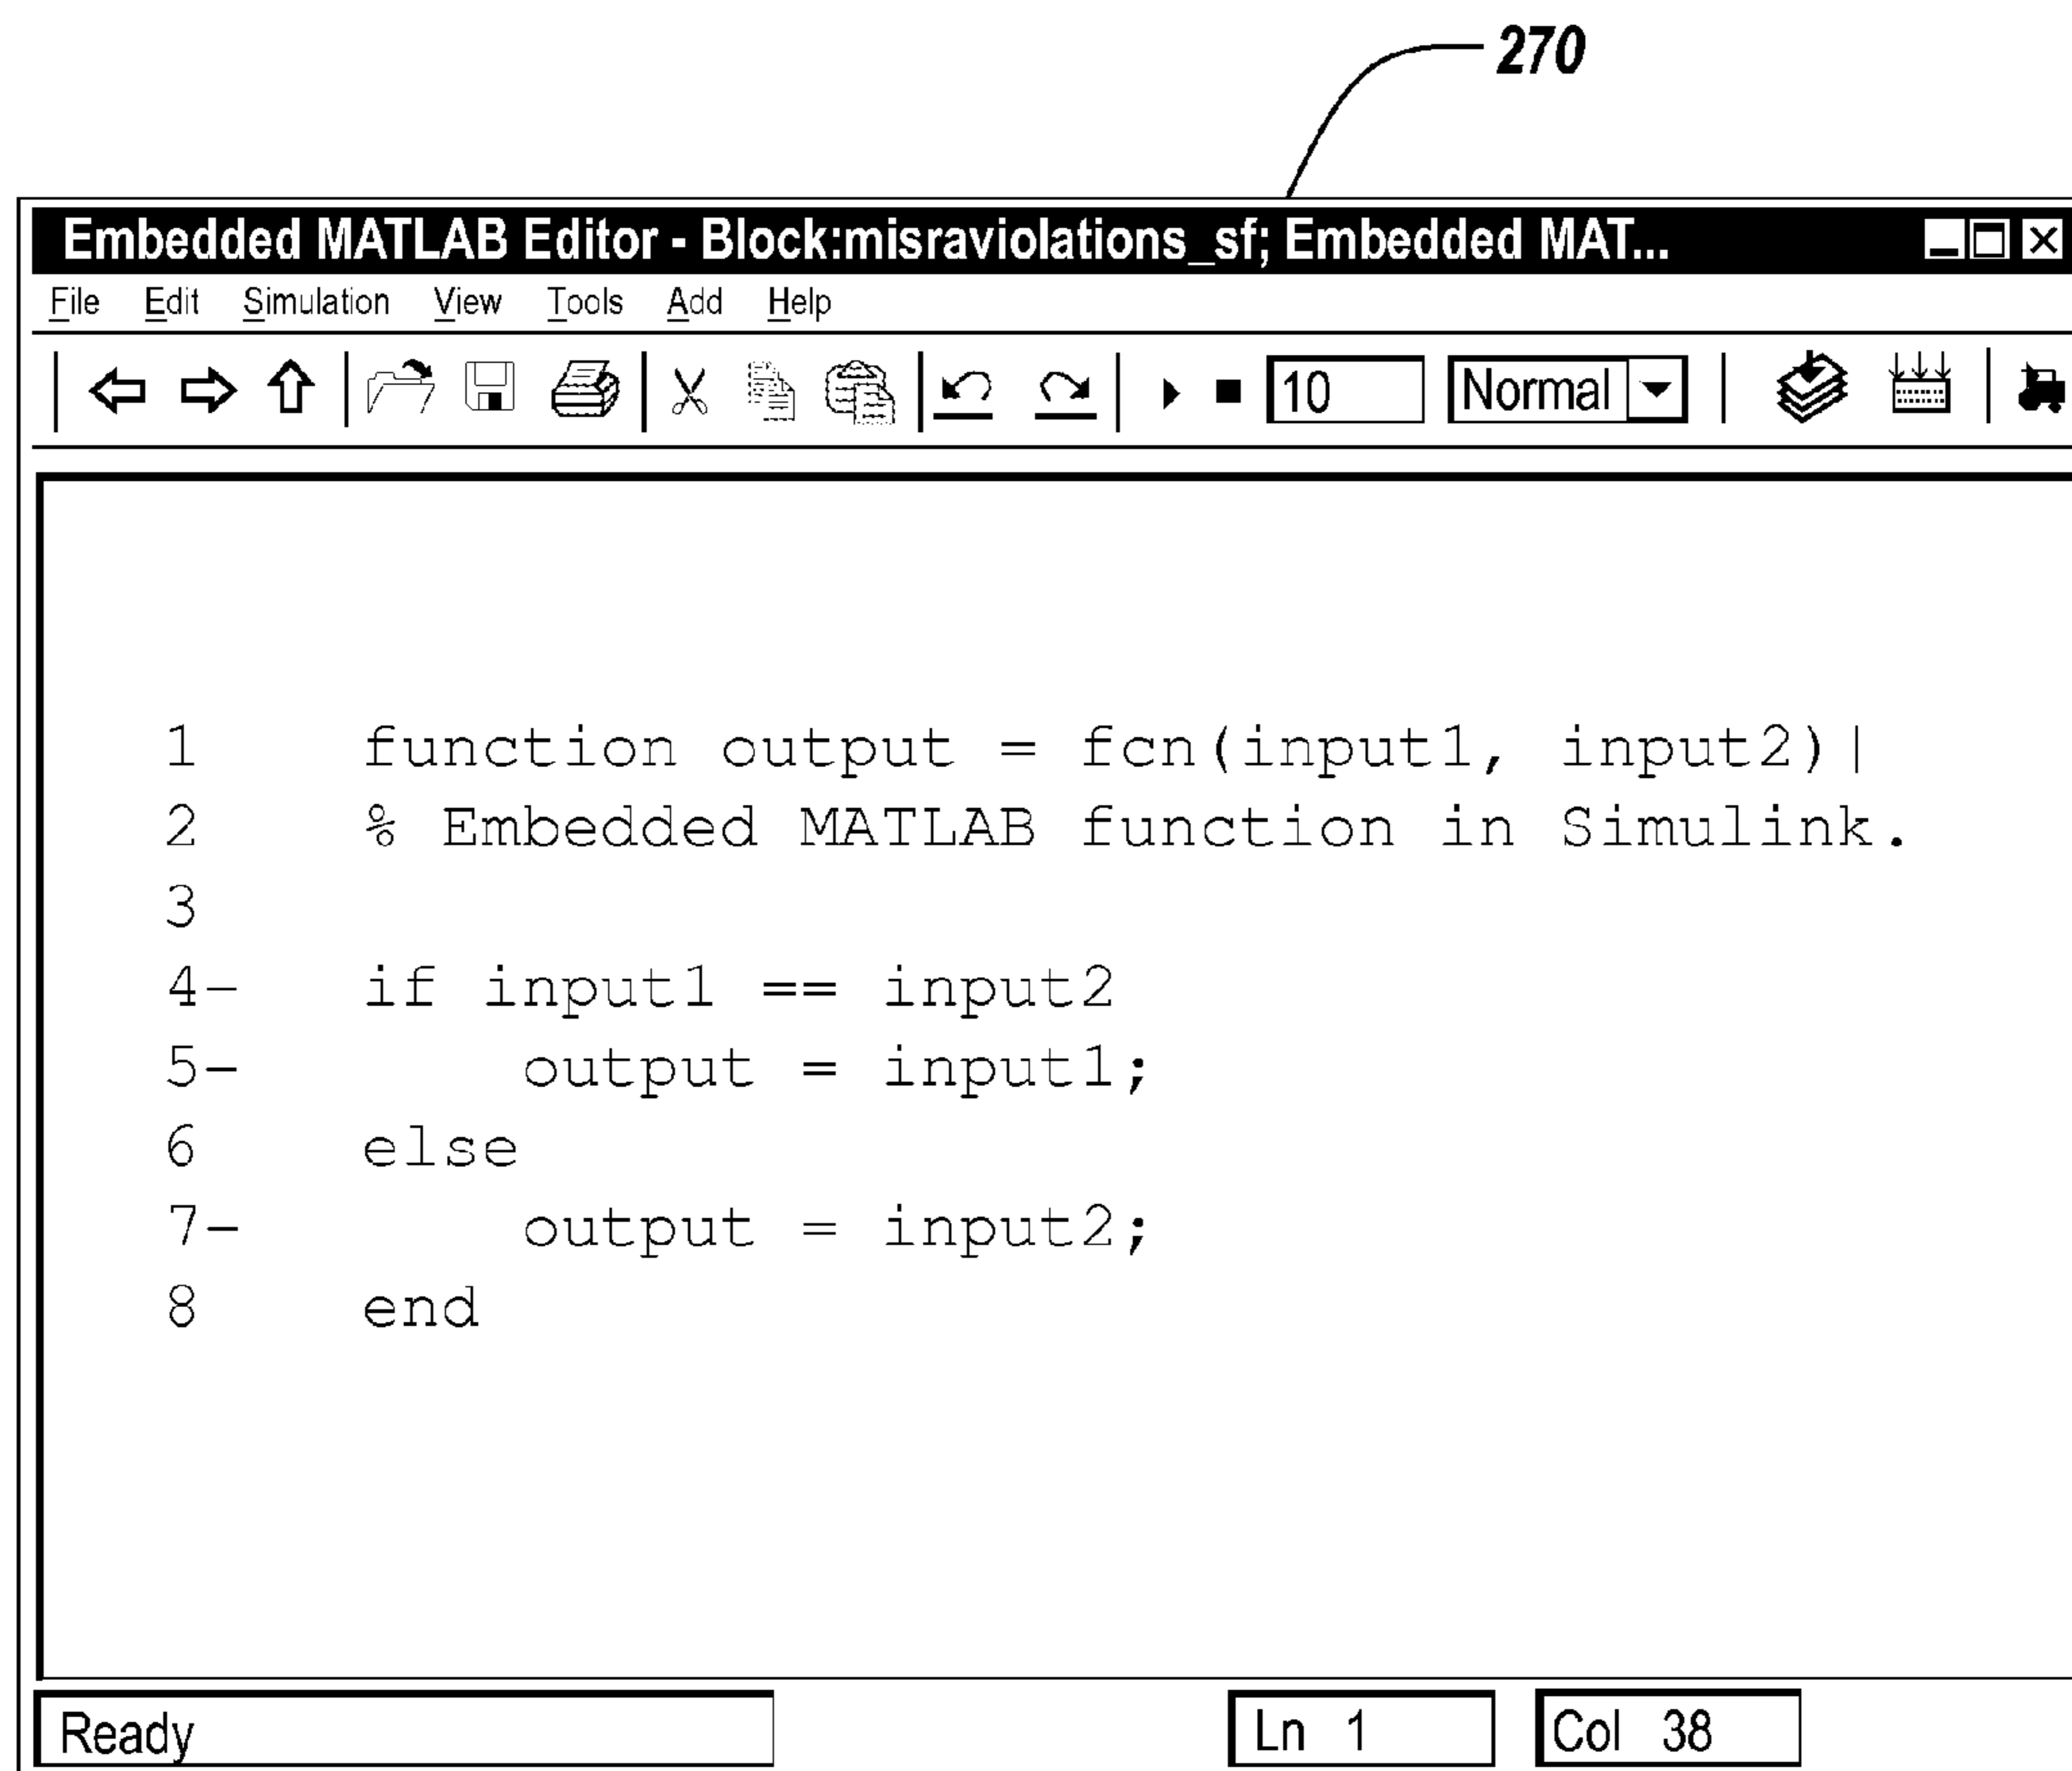 270
Embedded MATLAB Editor - Block:misraviolations_sf; Embedded MAT...
File Edit Simulation View Tools Add Help
10 Normal
1 function output = fcn(input1, input2)|
2 % Embedded MATLAB function in Simulink.
3
4- if input1 == input2
5-     output = input1;
6 else
7-     output = input2;
8 end
Ready Ln 1 Col 38